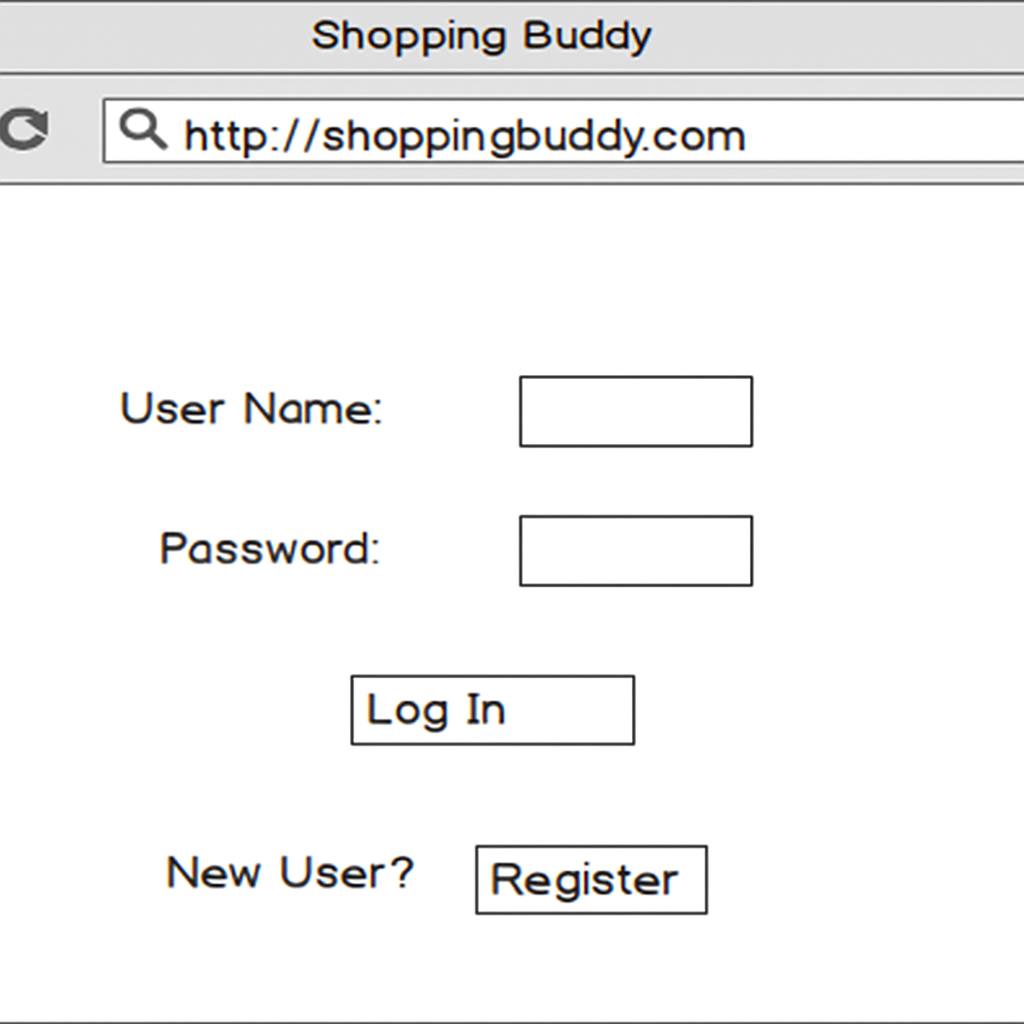 Shopping Buddy
http://shoppingbuddy.com
User Name:
Password:
Log In
New User? Register